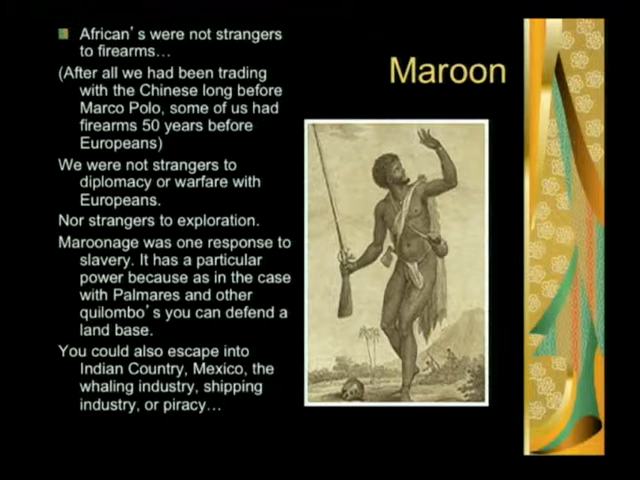 African's were not strangers
to firearms…
Maroon
(After all we had been trading
with the Chinese long before
Marco Polo, some of us had
firearms 50 years before
Europeans)
We were not strangers to
diplomacy or warfare with
Europeans.
Nor strangers to exploration.
Maroonage was one response to
slavery. It has a particular
power because as in the case
with Palmares and other
quilombo's you can defend a
land base.
You could also escape into
Indian Country, Mexico, the
whaling industry, shipping
industry, or piracy…